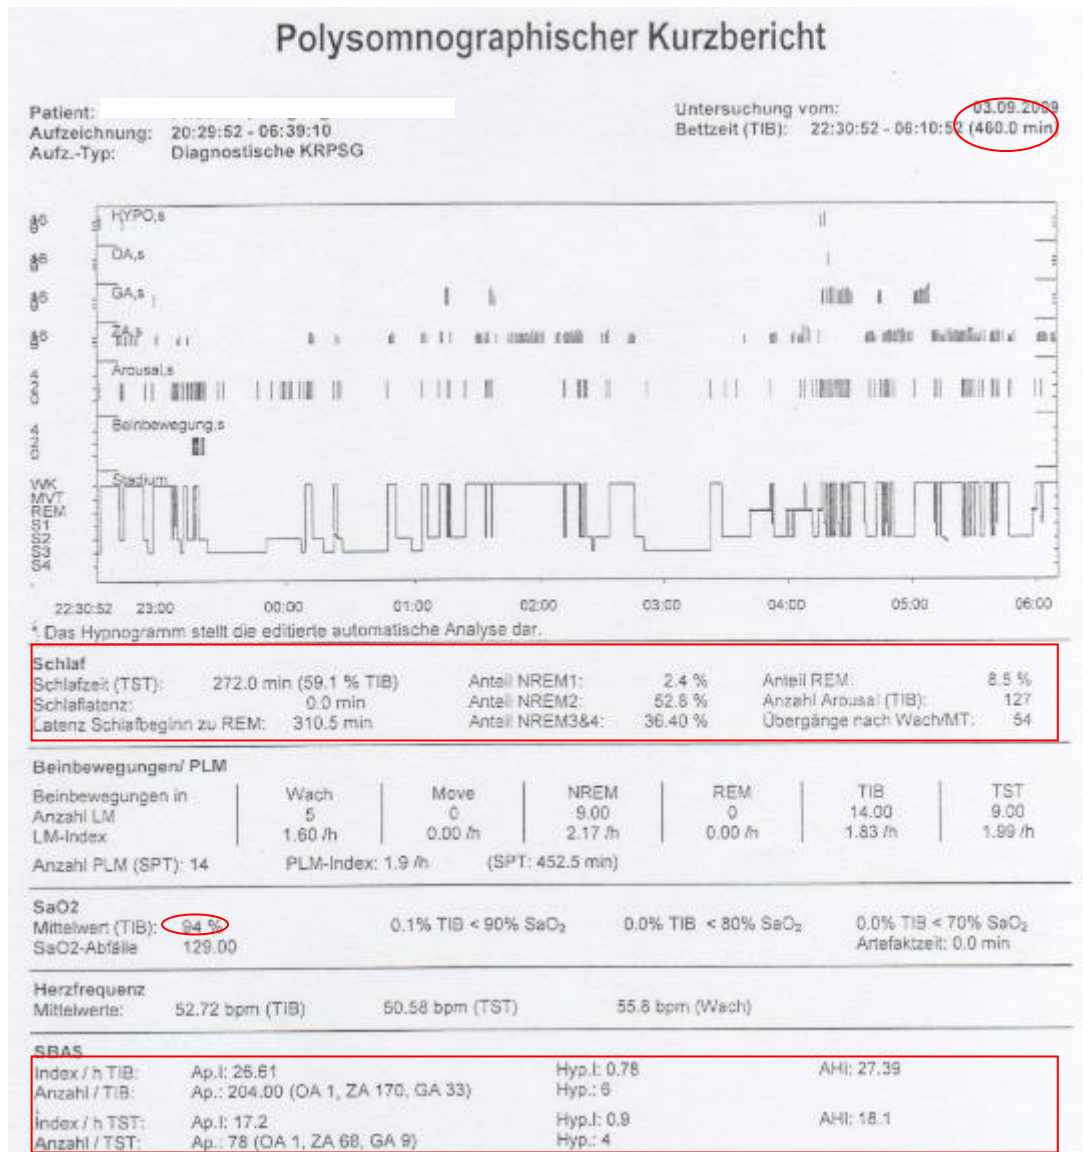 Polysomnographischer Kurzbericht
Patient:
Untersuchung vom: 03.09.2009
Aufzeichnung: 20:29:52 - 06:39:10
Bettzeit (TIB): 22:30:52 - 06:10:52 (460.0 min)
Aufz.-Typ: Diagnostische KRPSG
HYPO,s
OA,s
GA,s
ZA,s
Arousal,s
4
2
0
Beinbewegung,s
4
2
0
Stadium
WK
MVT
REM
S1
S2
S3
S4
22:30:52 23:00 00:00 01:00 02:00 03:00 04:00 05:00 06:00
* Das Hypnogramm stellt die editierte automatische Analyse dar.
Schlaf
Schlafzeit (TST): 272.0 min (59.1 % TIB) Anteil NREM1: 2.4 % Anteil REM: 8.5 %
Schlaflatenz: 0.0 min Anteil NREM2: 52.8 % Anzahl Arousal (TIB): 127
Latenz Schlafbeginn zu REM: 310.5 min Anteil NREM3&4: 36.40 % Übergänge nach Wach/MT: 54
Beinbewegungen/ PLM
Beinbewegungen in Wach Move NREM REM TIB TST
Anzahl LM 5 0 9.00 0 14.00 9.00
LM-Index 1.60 /h 0.00 /h 2.17 /h 0.00 /h 1.83 /h 1.99 /h
Anzahl PLM (SPT): 14 PLM-Index: 1.9 /h (SPT: 452.5 min)
SaO2
Mittelwert (TIB): 94 % 0.1% TIB < 90% SaO₂ 0.0% TIB < 80% SaO₂ 0.0% TIB < 70% SaO₂
SaO2-Abfälle 129.00 Artefaktzeit: 0.0 min
Herzfrequenz
Mittelwerte: 52.72 bpm (TIB) 50.58 bpm (TST) 55.8 bpm (Wach)
SBAS
Index / h TIB: Ap.I: 26.61 Hyp.I: 0.78 AHI: 27.39
Anzahl / TIB: Ap.: 204.00 (OA 1, ZA 170, GA 33) Hyp.: 6
Index / h TST: Ap.I: 17.2 Hyp.I: 0.9 AHI: 18.1
Anzahl / TST: Ap.: 78 (OA 1, ZA 68, GA 9) Hyp.: 4